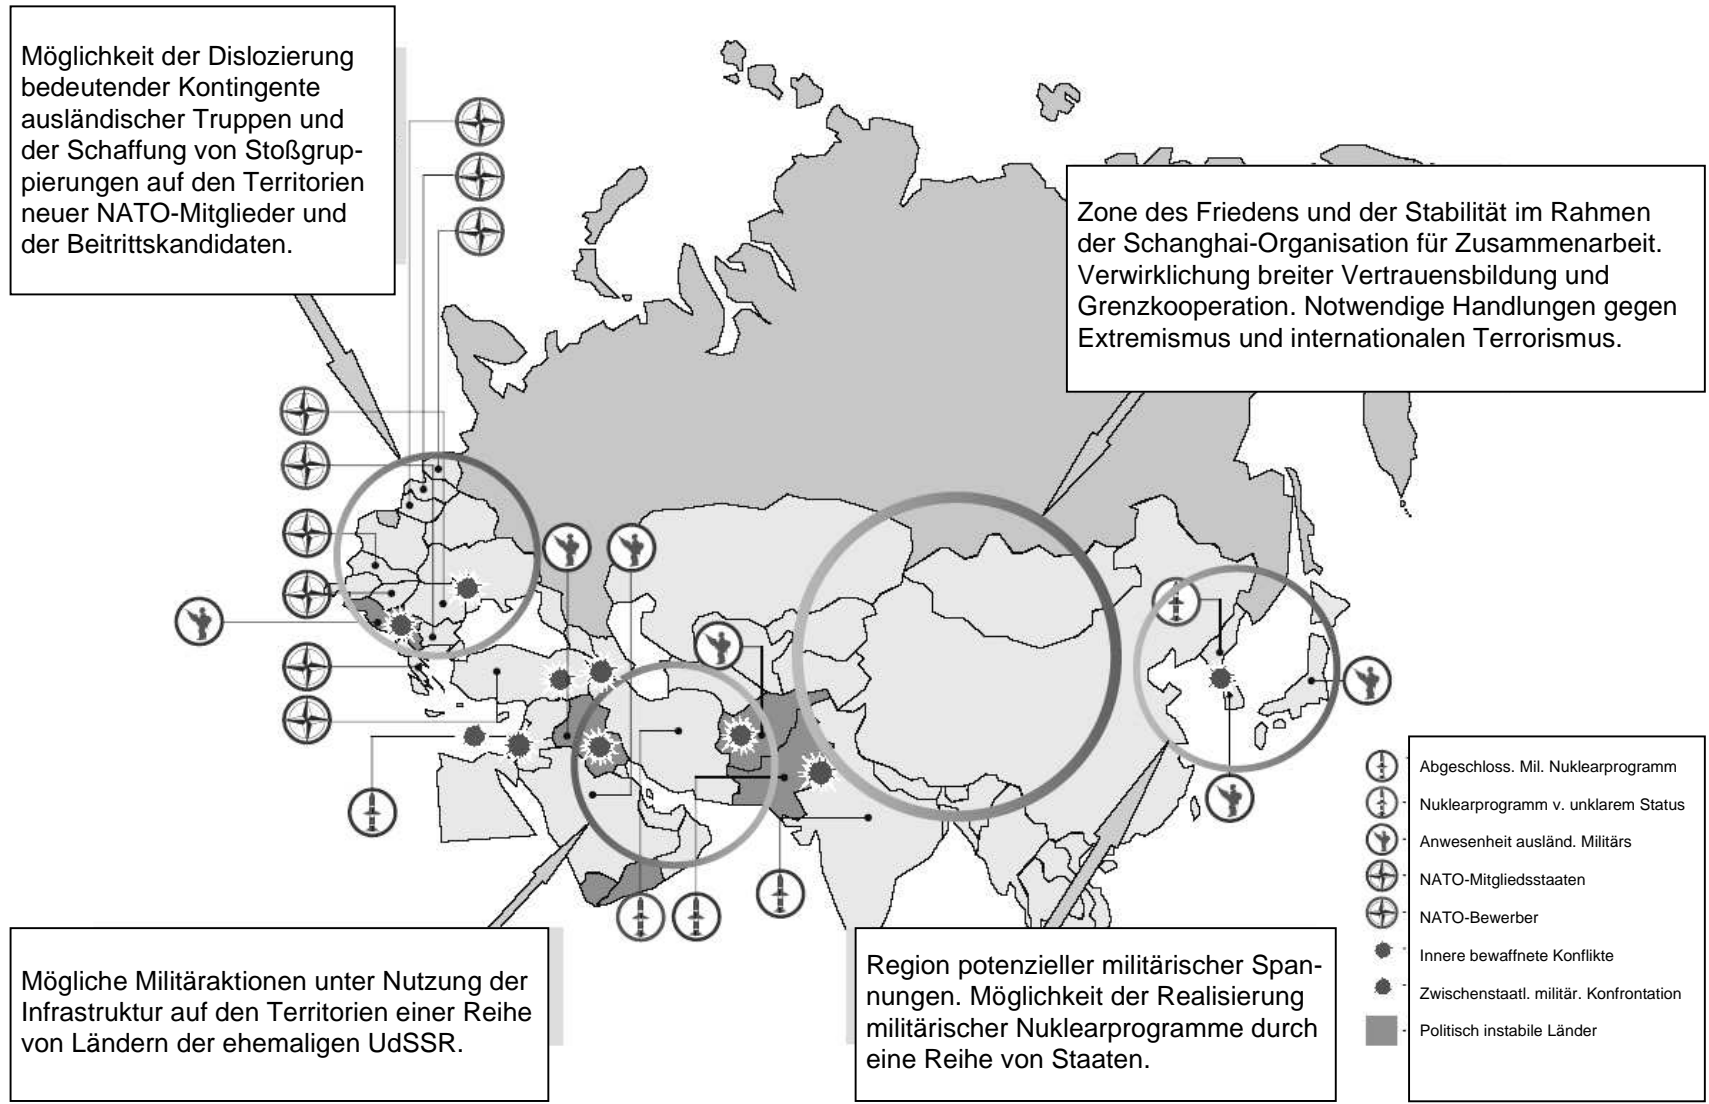 Möglichkeit der Dislozierung
bedeutender Kontingente
ausländischer Truppen und
der Schaffung von Stoßgrup-
pierungen auf den Territorien
neuer NATO-Mitglieder und
der Beitrittskandidaten.
Zone des Friedens und der Stabilität im Rahmen
der Schanghai-Organisation für Zusammenarbeit.
Verwirklichung breiter Vertrauensbildung und
Grenzkooperation. Notwendige Handlungen gegen
Extremismus und internationalen Terrorismus.
Mögliche Militäraktionen unter Nutzung der
Infrastruktur auf den Territorien einer Reihe
von Ländern der ehemaligen UdSSR.
Region potenzieller militärischer Span-
nungen. Möglichkeit der Realisierung
militärischer Nuklearprogramme durch
eine Reihe von Staaten.
Abgeschloss. Mil. Nuklearprogramm
Nuklearprogramm v. unklarem Status
Anwesenheit ausländ. Militärs
NATO-Mitgliedsstaaten
NATO-Bewerber
Innere bewaffnete Konflikte
Zwischenstaatl. militär. Konfrontation
Politisch instabile Länder